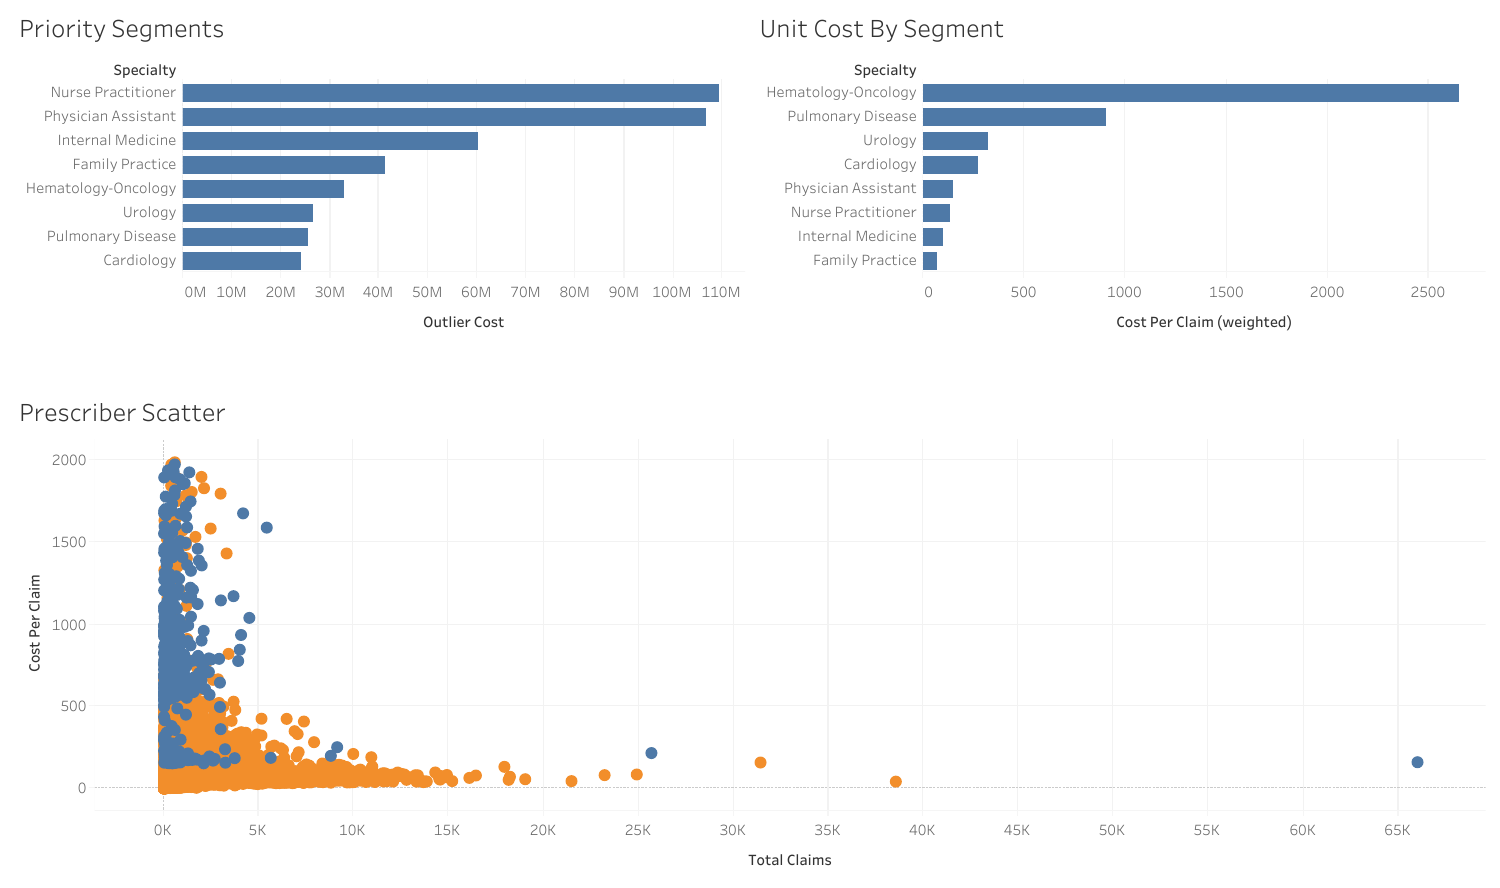 Priority Segments
Specialty
Nurse Practitioner
Physician Assistant
Internal Medicine
Family Practice
Hematology-Oncology
Urology
Pulmonary Disease
Cardiology
0M 10M 20M 30M 40M 50M 60M 70M 80M 90M 100M 110M
Outlier Cost
Unit Cost By Segment
Specialty
Hematology-Oncology
Pulmonary Disease
Urology
Cardiology
Physician Assistant
Nurse Practitioner
Internal Medicine
Family Practice
0 500 1000 1500 2000 2500
Cost Per Claim (weighted)
Prescriber Scatter
Cost Per Claim
2000
1500
1000
500
0
0K 5K 10K 15K 20K 25K 30K 35K 40K 45K 50K 55K 60K 65K
Total Claims